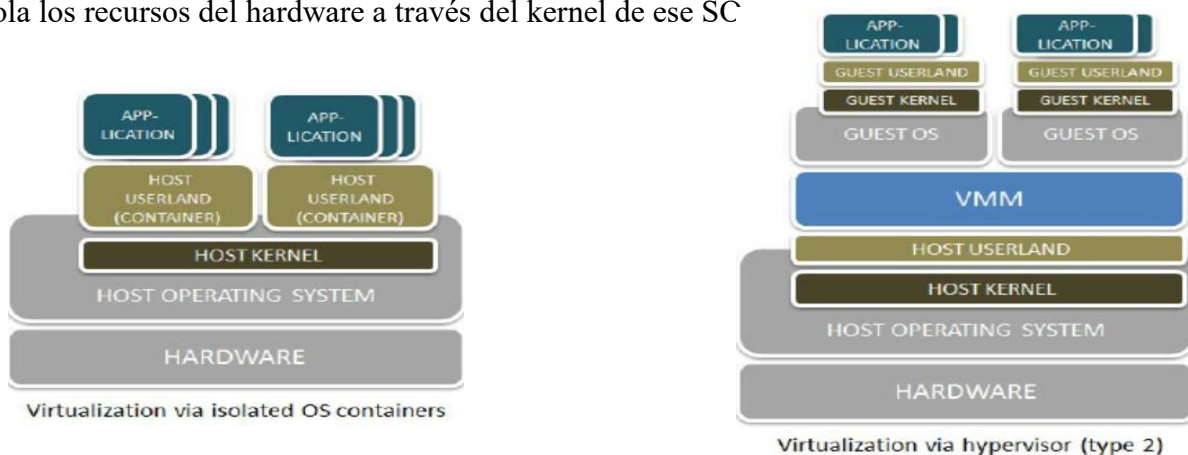 ola los recursos del hardware a través del kernel de ese SO
APP-
LICATION
APP-
LICATION
HOST
USERLAND
(CONTAINER)
HOST
USERLAND
(CONTAINER)
HOST KERNEL
HOST OPERATING SYSTEM
HARDWARE
Virtualization via isolated OS containers
APP-
LICATION
APP-
LICATION
GUEST USERLAND
GUEST USERLAND
GUEST KERNEL
GUEST KERNEL
GUEST OS
GUEST OS
VMM
HOST USERLAND
HOST KERNEL
HOST OPERATING SYSTEM
HARDWARE
Virtualization via hypervisor (type 2)